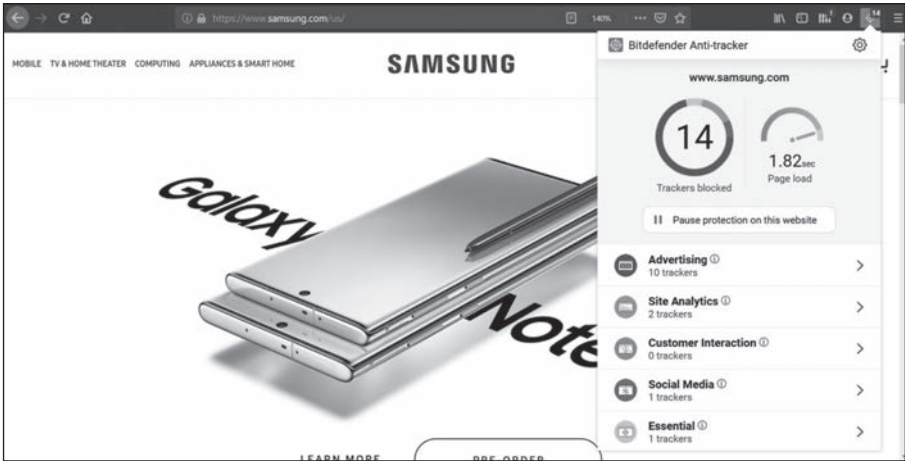 https://www.samsung.com/us/
140%
14
MOBILE TV & HOME THEATER COMPUTING APPLIANCES & SMART HOME
SAMSUNG
Galaxy
Note
LEARN MORE
PRE-ORDER
Bitdefender Anti-tracker
www.samsung.com
14
Trackers blocked
1.82sec
Page load
Pause protection on this website
Advertising
10 trackers
Site Analytics
2 trackers
Customer Interaction
0 trackers
Social Media
1 trackers
Essential
1 trackers